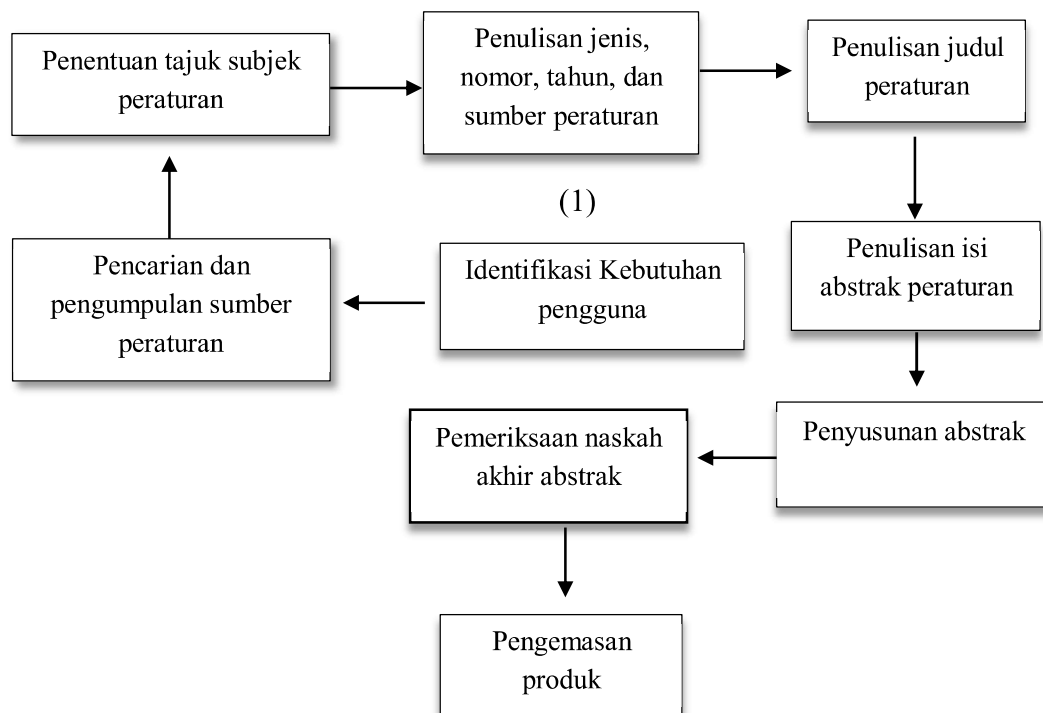 Penentuan tajuk subjek
peraturan
Penulisan jenis,
nomor, tahun, dan
sumber peraturan
Penulisan judul
peraturan
(1)
Pencarian dan
pengumpulan sumber
peraturan
Identifikasi Kebutuhan
pengguna
Penulisan isi
abstrak peraturan
Pemeriksaan naskah
akhir abstrak
Penyusunan abstrak
Pengemasan
produk